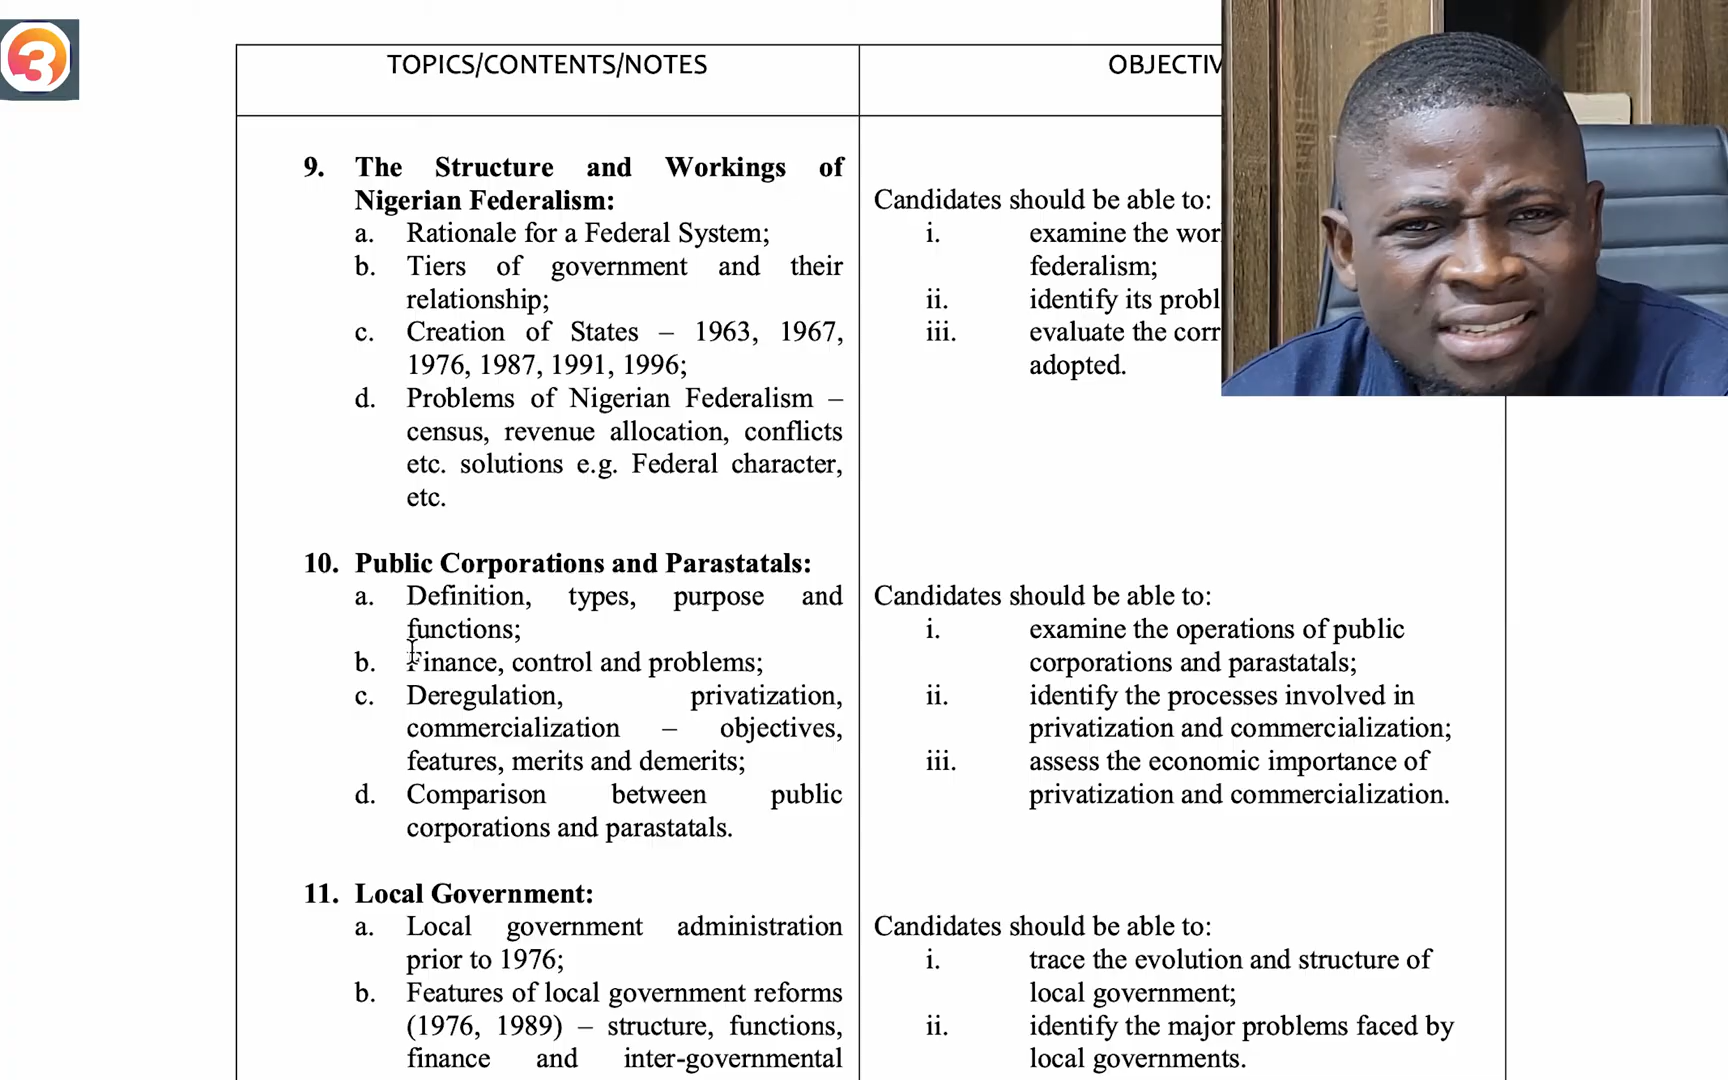 3
TOPICS/CONTENTS/NOTES
OBJECTIV
9. The Structure and Workings of
Nigerian Federalism:
a. Rationale for a Federal System;
b. Tiers of government and their
relationship;
c. Creation of States – 1963, 1967,
1976, 1987, 1991, 1996;
d. Problems of Nigerian Federalism –
census, revenue allocation, conflicts
etc. solutions e.g. Federal character,
etc.
Candidates should be able to:
i. examine the wor
federalism;
ii. identify its probl
iii. evaluate the corr
adopted.
10. Public Corporations and Parastatals:
a. Definition, types, purpose and
functions;
b. Finance, control and problems;
c. Deregulation, privatization,
commercialization – objectives,
features, merits and demerits;
d. Comparison between public
corporations and parastatals.
Candidates should be able to:
i. examine the operations of public
corporations and parastatals;
ii. identify the processes involved in
privatization and commercialization;
iii. assess the economic importance of
privatization and commercialization.
11. Local Government:
a. Local government administration
prior to 1976;
b. Features of local government reforms
(1976, 1989) – structure, functions,
finance and inter-governmental
Candidates should be able to:
i. trace the evolution and structure of
local government;
ii. identify the major problems faced by
local governments.